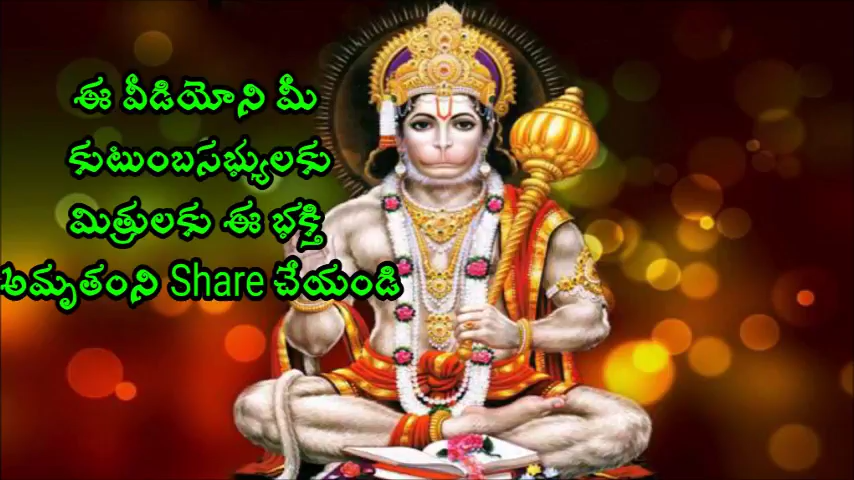 ఈ వీడియోని మీ
కుటుంబసభ్యులకు
మిత్రులకు ఈ భక్తి
అమృతంని Share చేయండి